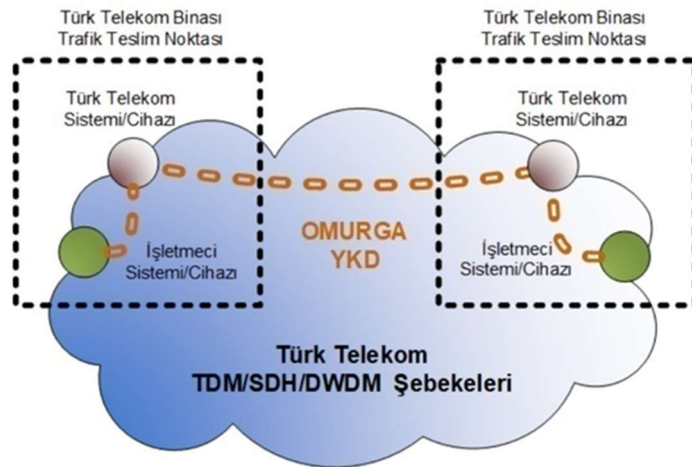 Türk Telekom Binası
Trafik Teslim Noktası
Türk Telekom
Sistemi/Cihazı
İşletmeci
Sistemi/Cihazı
Türk Telekom Binası
Trafik Teslim Noktası
Türk Telekom
Sistemi/Cihazı
İşletmeci
Sistemi/Cihazı
OMURGA
YKD
Türk Telekom
TDM/SDH/DWDM Şebekeleri